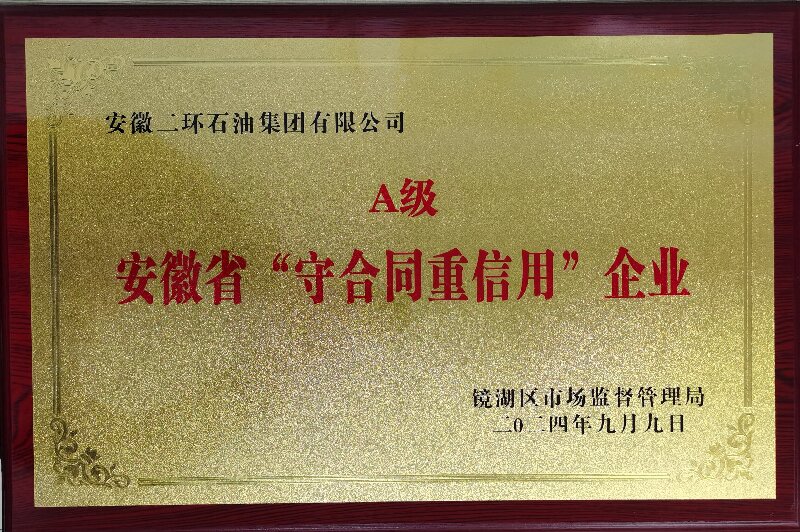 安徽二环石油集团有限公司
A级
安徽省“守合同重信用”企业
镜湖区市场监督管理局
二0二四年九月九日